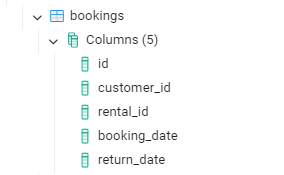 bookings
Columns (5)
id
customer_id
rental_id
booking_date
return_date